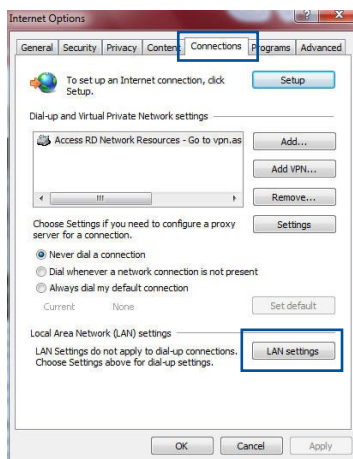 Internet Options
General Security Privacy Content Connections Programs Advanced
To set up an Internet connection, click
Setup.
Setup
Dial-up and Virtual Private Network settings
Access RD Network Resources - Go to vpn.as
Add...
Add VPN...
Remove...
Choose Settings if you need to configure a proxy
server for a connection.
Settings
Never dial a connection
Dial whenever a network connection is not present
Always dial my default connection
Current None
Set default
Local Area Network (LAN) settings
LAN Settings do not apply to dial-up connections.
Choose Settings above for dial-up settings.
LAN settings
OK Cancel Apply